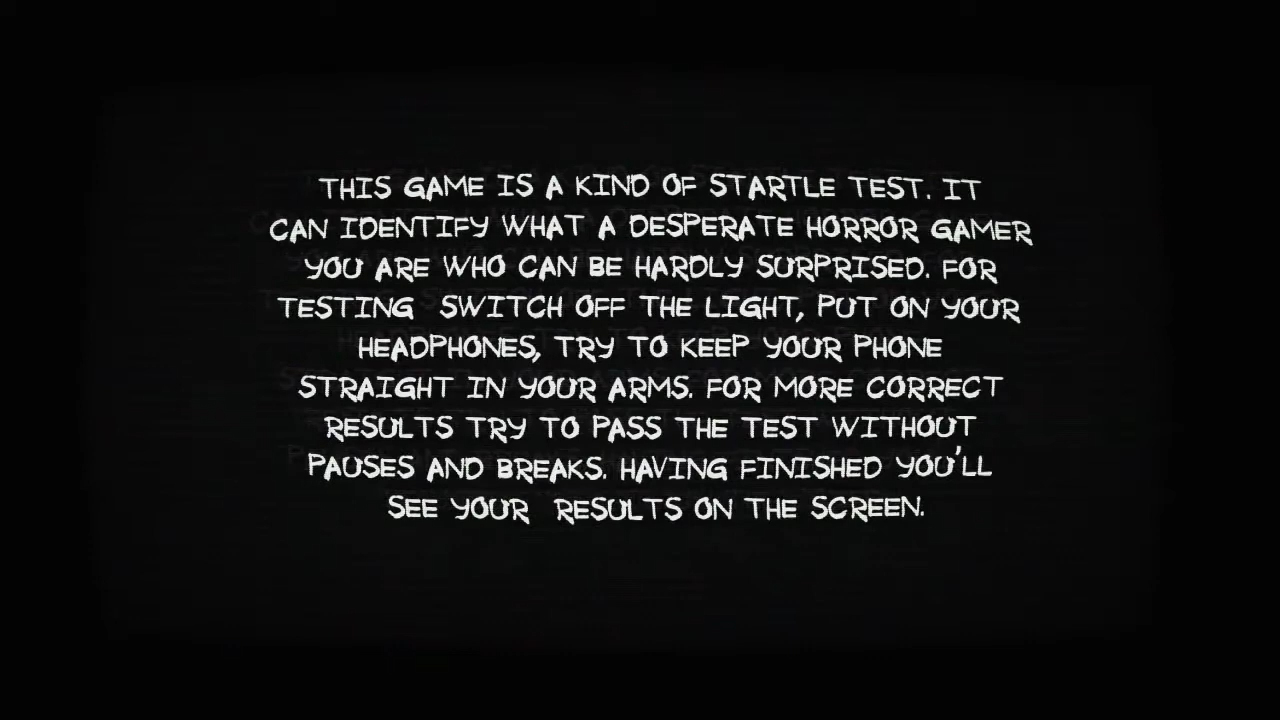 THIS GAME IS A KIND OF STARTLE TEST. IT
CAN IDENTIFY WHAT A DESPERATE HORROR GAMER
YOU ARE WHO CAN BE HARDLY SURPRISED. FOR
TESTING  SWITCH OFF THE LIGHT, PUT ON YOUR
HEADPHONES, TRY TO KEEP YOUR PHONE
STRAIGHT IN YOUR ARMS. FOR MORE CORRECT
RESULTS TRY TO PASS THE TEST WITHOUT
PAUSES AND BREAKS. HAVING FINISHED YOU'LL
SEE YOUR  RESULTS ON THE SCREEN.